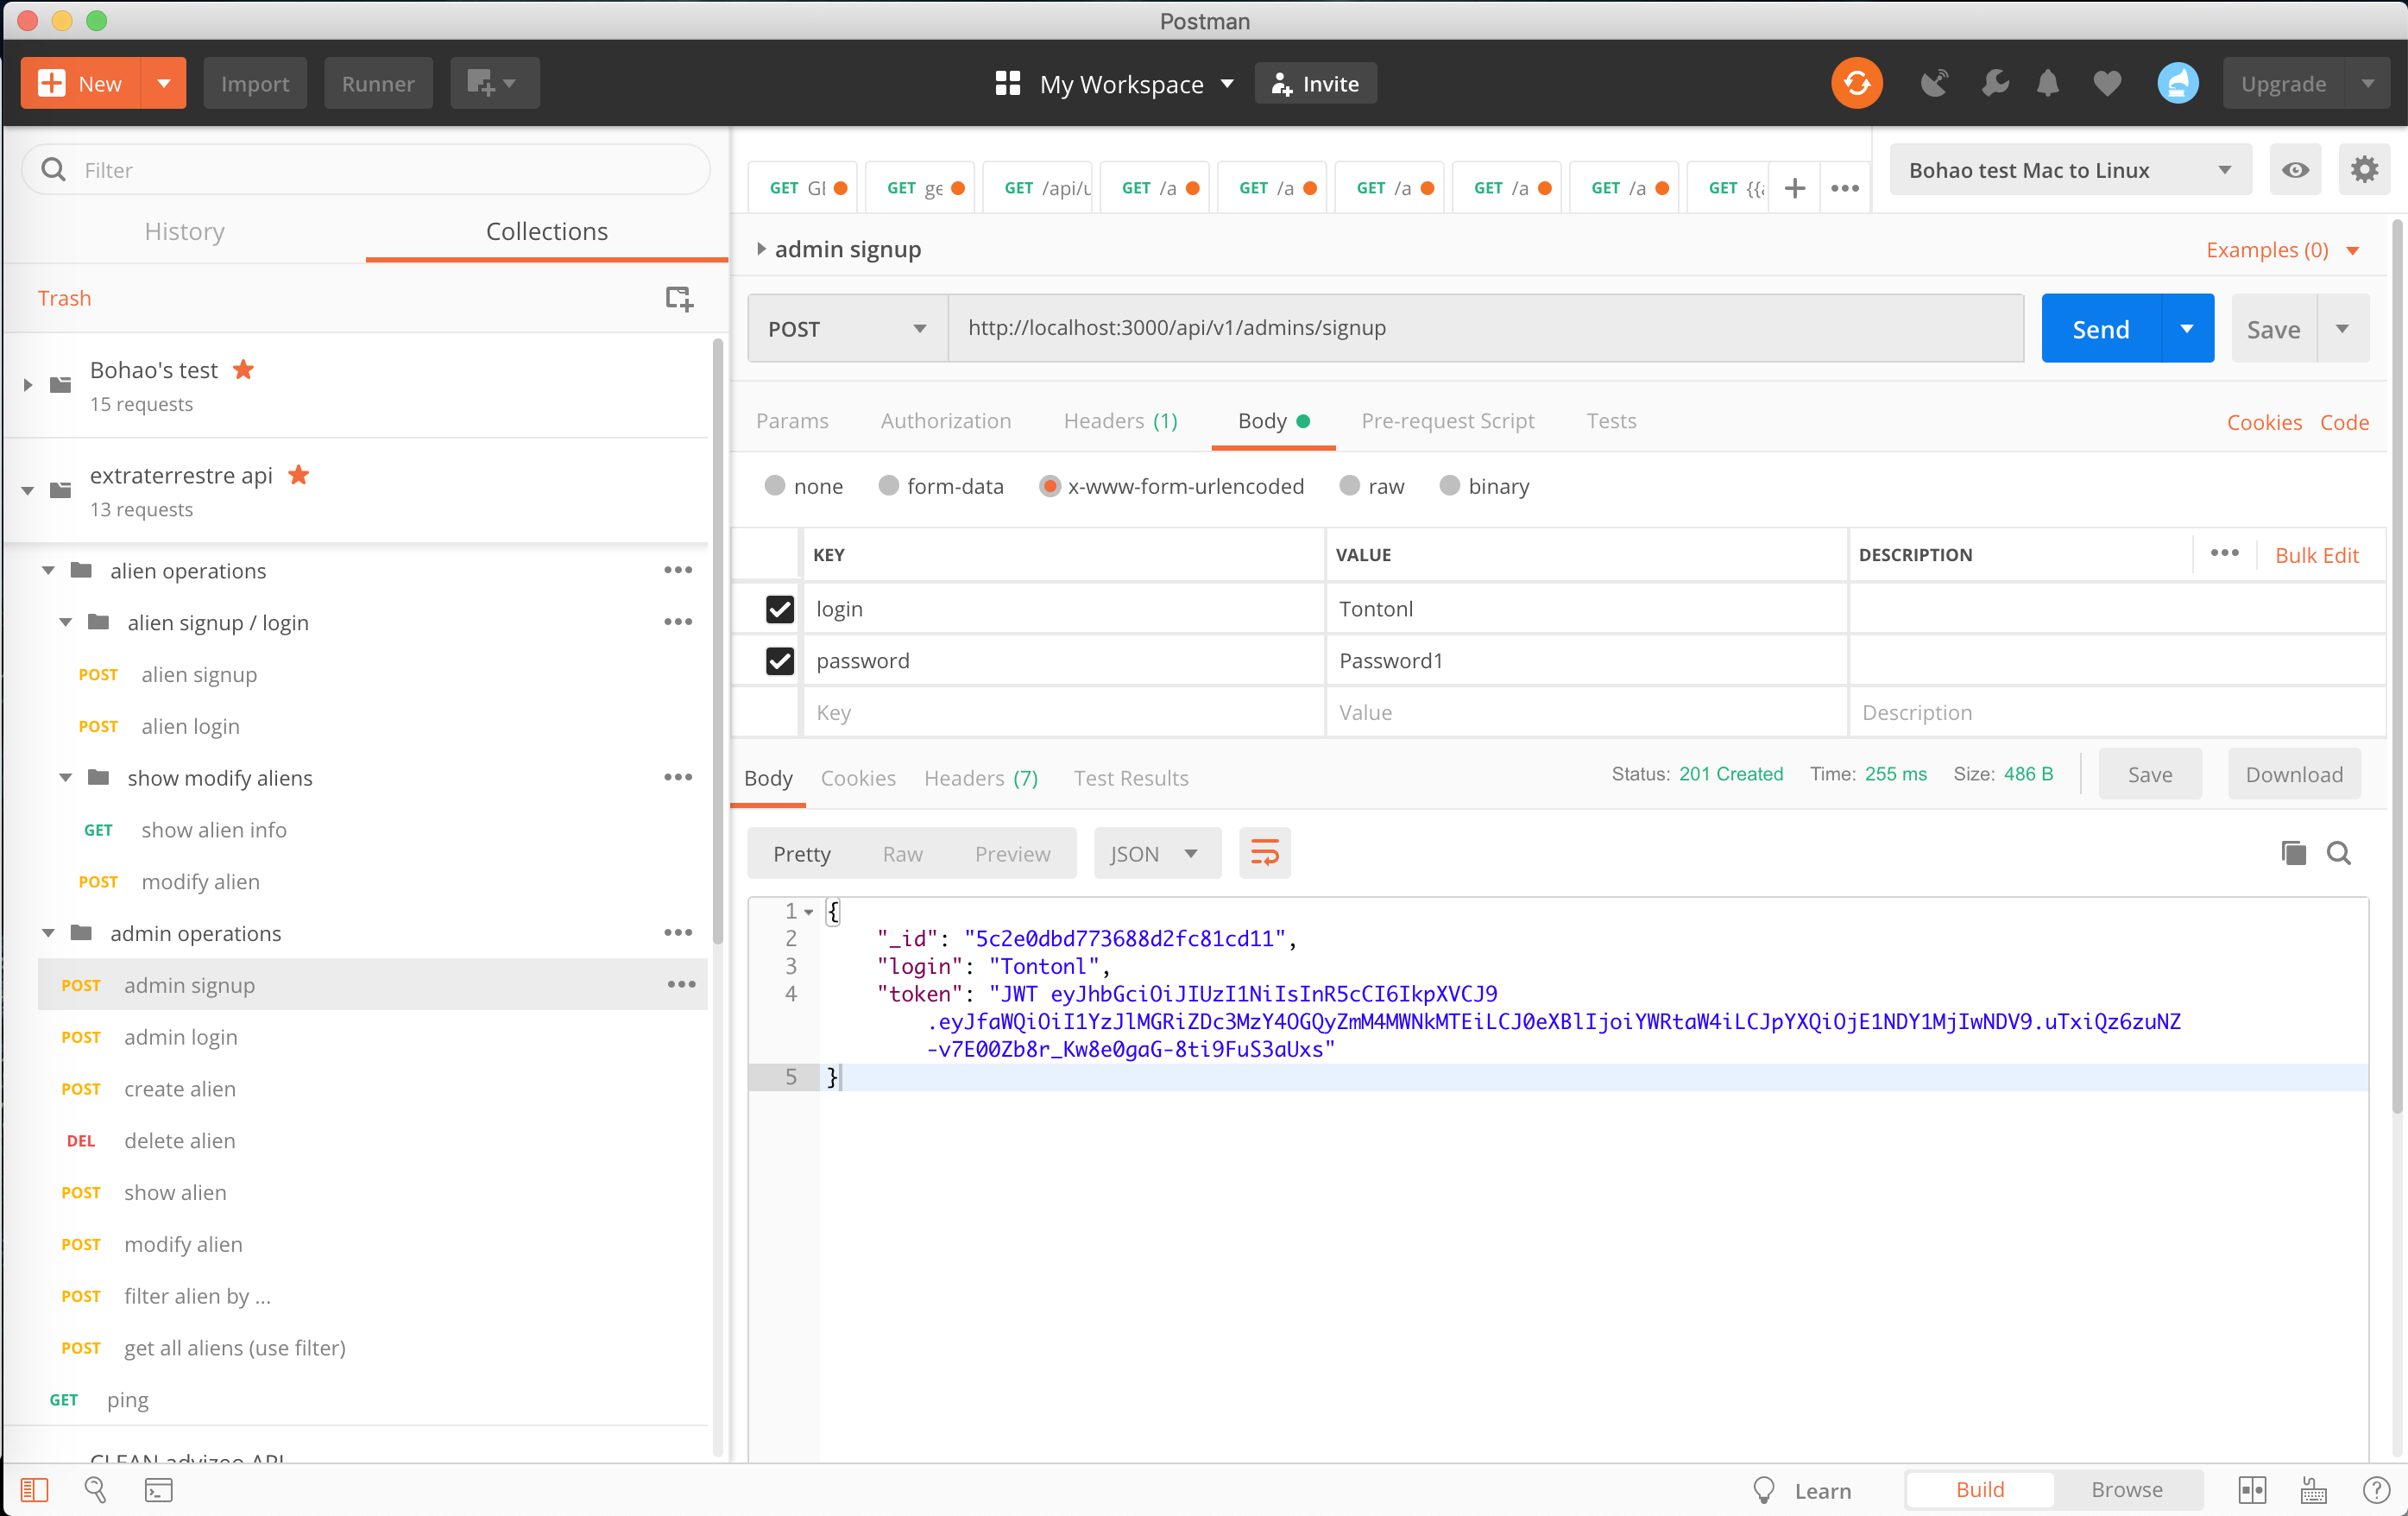 Postman
New
Import
Runner
My Workspace
Invite
Upgrade
Filter
History
Collections
Trash
Bohao's test
15 requests
extraterrestre api
13 requests
alien operations
alien signup / login
POST alien signup
POST alien login
show modify aliens
GET show alien info
POST modify alien
admin operations
POST admin signup
POST admin login
POST create alien
DEL delete alien
POST show alien
POST modify alien
POST filter alien by ...
POST get all aliens (use filter)
GET ping
CLEAN advizeo API
GET GI
GET ge
GET /api/u
GET /a
GET /a
GET /a
GET /a
GET /a
GET {{
Bohao test Mac to Linux
admin signup
Examples (0)
POST
http://localhost:3000/api/v1/admins/signup
Send
Save
Params Authorization Headers (1) Body Pre-request Script Tests
Cookies Code
none form-data x-www-form-urlencoded raw binary
KEY VALUE DESCRIPTION Bulk Edit
login Tontonl
password Password1
Key Value Description
Body Cookies Headers (7) Test Results
Status: 201 Created Time: 255 ms Size: 486 B
Save
Download
Pretty Raw Preview JSON
1 {
2 "_id": "5c2e0dbd773688d2fc81cd11",
3 "login": "Tontonl",
4 "token": "JWT eyJhbGciOiJIUzI1NiIsInR5cCI6IkpXVCJ9
.eyJfaWQiOiI1YzJlMGRiZDc3MzY4OGQyZmM4MWNkMTEiLCJ0eXBlIjoiYWRtaW4iLCJpYXQiOjE1NDY1MjIwNDV9.uTxiQz6zuNZ
-v7E00Zb8r_Kw8e0gaG-8ti9FuS3aUxs"
5 }
Learn
Build
Browse